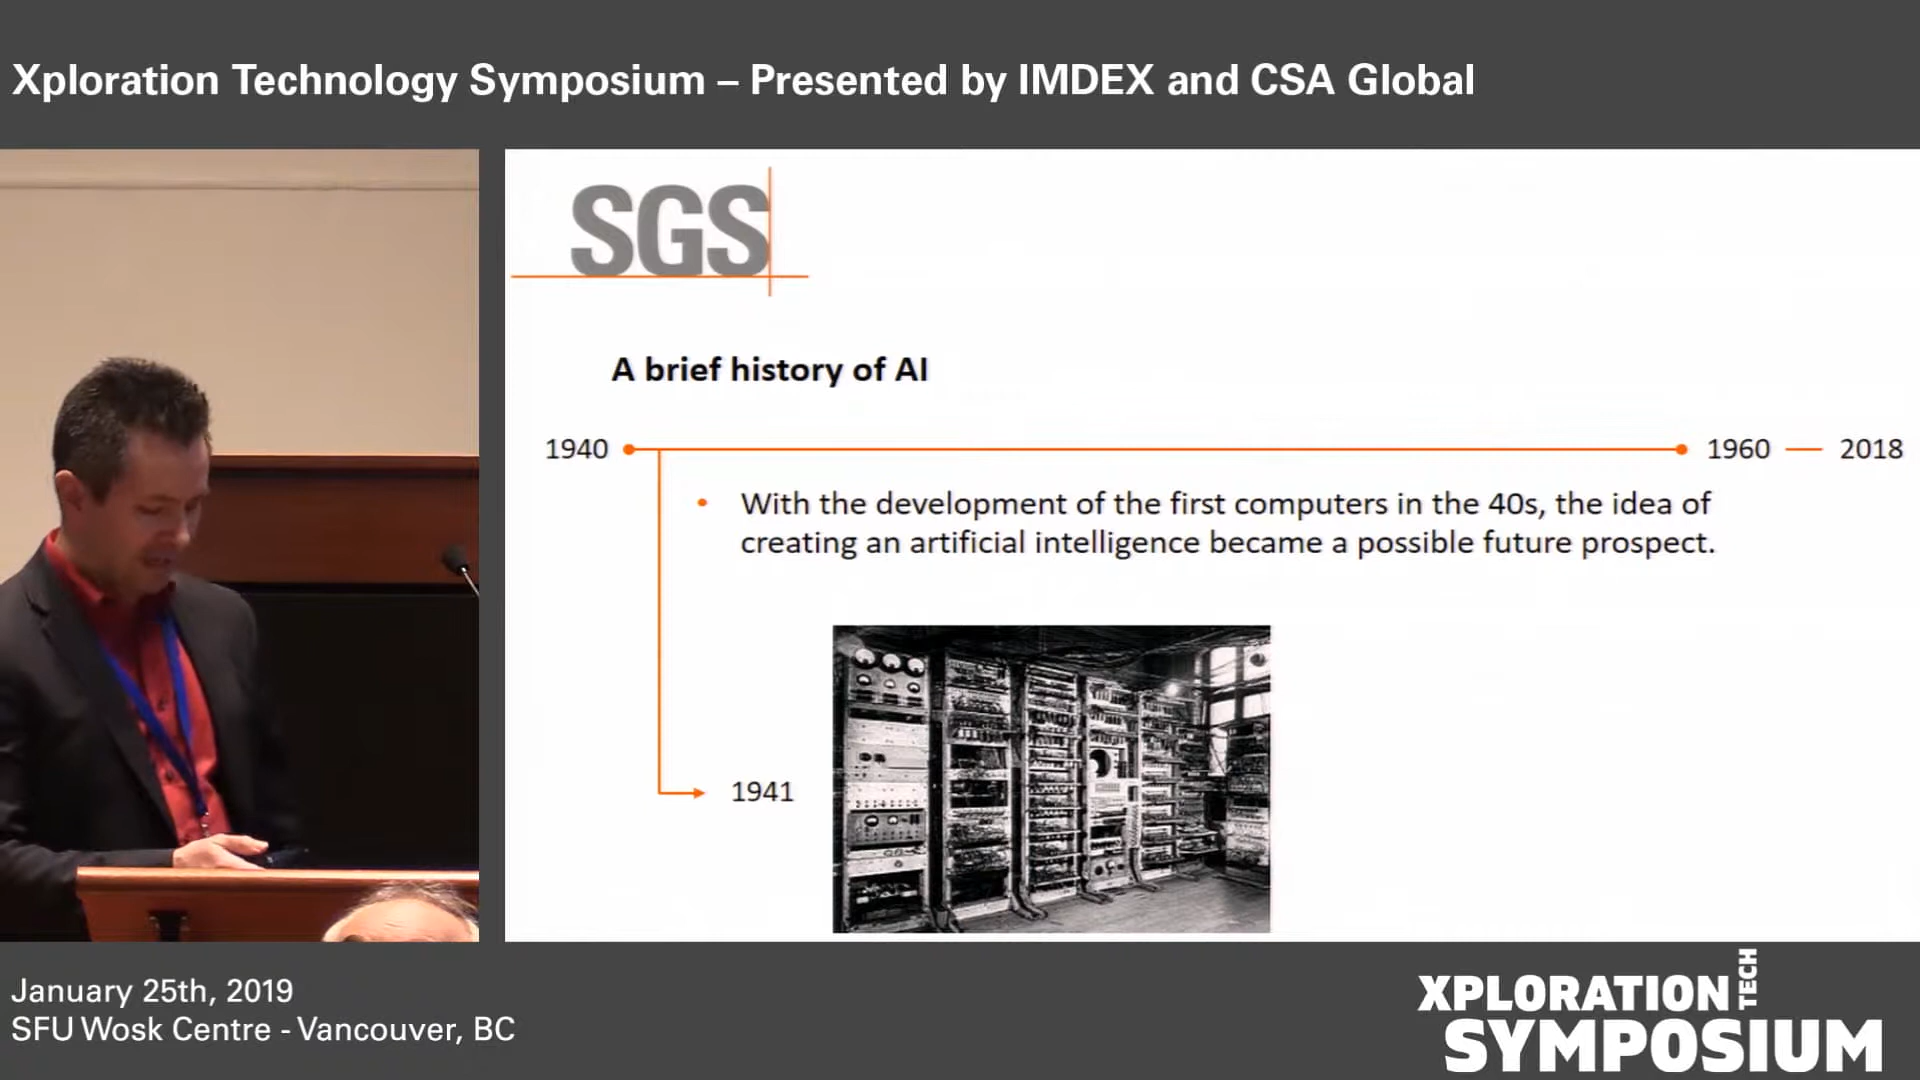 Xploration Technology Symposium – Presented by IMDEX and CSA Global
SGS
A brief history of AI
1940
1960
2018
• With the development of the first computers in the 40s, the idea of
creating an artificial intelligence became a possible future prospect.
1941
January 25th, 2019
SFU Wosk Centre - Vancouver, BC
XPLORATION TECH
SYMPOSIUM